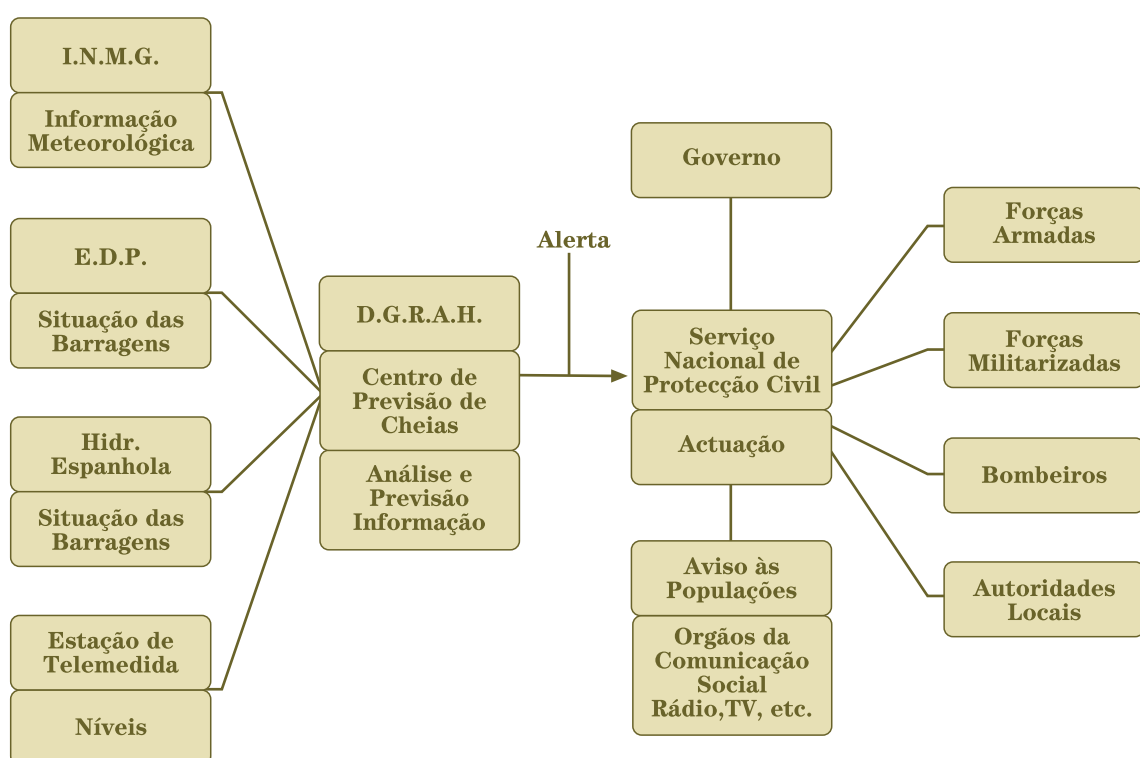 I.N.M.G.
Informação
Meteorológica
E.D.P.
Situação das
Barragens
Hidr.
Espanhola
Situação das
Barragens
Estação de
Telemedida
Níveis
D.G.R.A.H.
Centro de
Previsão de
Cheias
Análise e
Previsão
Informação
Alerta
Governo
Serviço
Nacional de
Protecção Civil
Actuação
Aviso às
Populações
Orgãos da
Comunicação
Social
Rádio,TV, etc.
Forças
Armadas
Forças
Militarizadas
Bombeiros
Autoridades
Locais